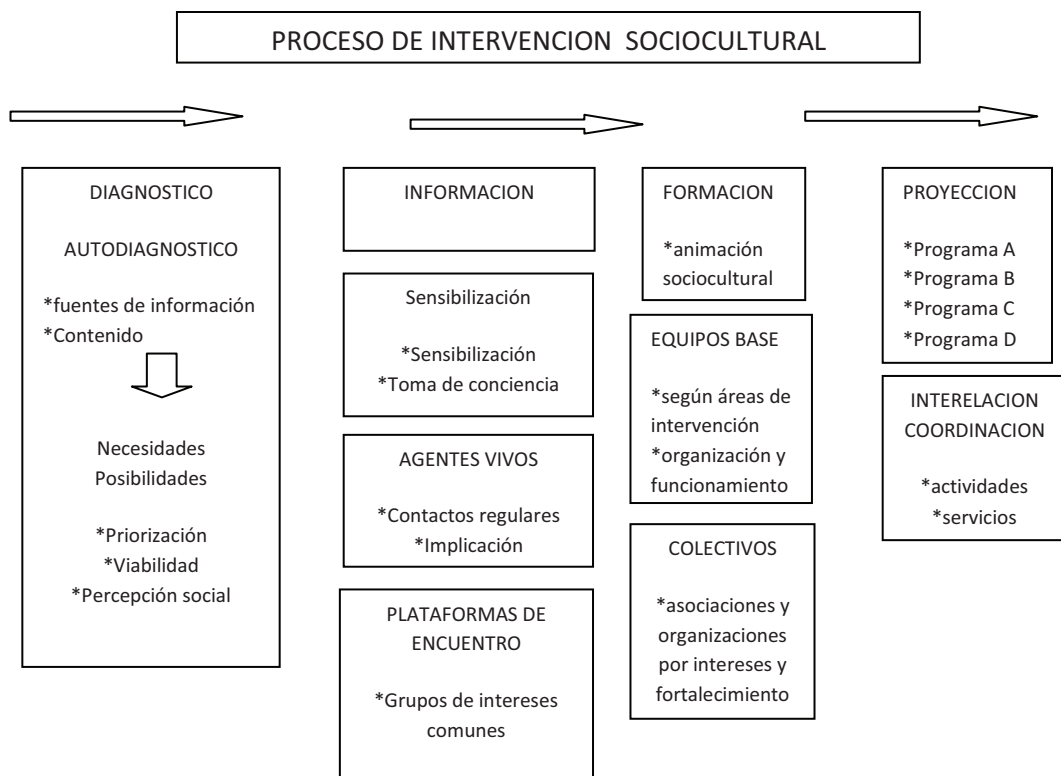 PROCESO DE INTERVENCION SOCIOCULTURAL
DIAGNOSTICO
AUTODIAGNOSTICO
*fuentes de información
*Contenido
Necesidades
Posibilidades
*Priorización
*Viabilidad
*Percepción social
INFORMACION
Sensibilización
*Sensibilización
*Toma de conciencia
AGENTES VIVOS
*Contactos regulares
*Implicación
PLATAFORMAS DE
ENCUENTRO
*Grupos de intereses
comunes
FORMACION
*animación
sociocultural
EQUIPOS BASE
*según áreas de
intervención
*organización y
funcionamiento
COLECTIVOS
*asociaciones y
organizaciones
por intereses y
fortalecimiento
PROYECCION
*Programa A
*Programa B
*Programa C
*Programa D
INTERELACION
COORDINACION
*actividades
*servicios